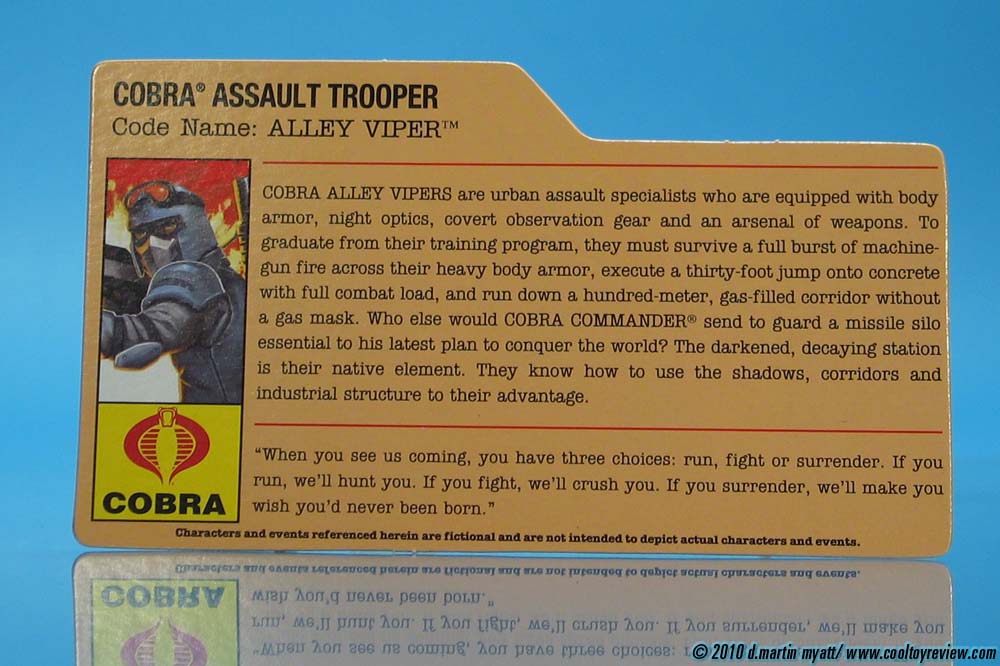 COBRA® ASSAULT TROOPER
Code Name: ALLEY VIPER™
COBRA ALLEY VIPERS are urban assault specialists who are equipped with body
armor, night optics, covert observation gear and an arsenal of weapons. To
graduate from their training program, they must survive a full burst of machine-
gun fire across their heavy body armor, execute a thirty-foot jump onto concrete
with full combat load, and run down a hundred-meter, gas-filled corridor without
a gas mask. Who else would COBRA COMMANDER® send to guard a missile silo
essential to his latest plan to conquer the world? The darkened, decaying station
is their native element. They know how to use the shadows, corridors and
industrial structure to their advantage.
COBRA
“When you see us coming, you have three choices: run, fight or surrender. If you
run, we’ll hunt you. If you fight, we’ll crush you. If you surrender, we’ll make you
wish you’d never been born.”
Characters and events referenced herein are fictional and are not intended to depict actual characters and events.
© 2010 d.martin myatt/ www.cooltoyreview.com